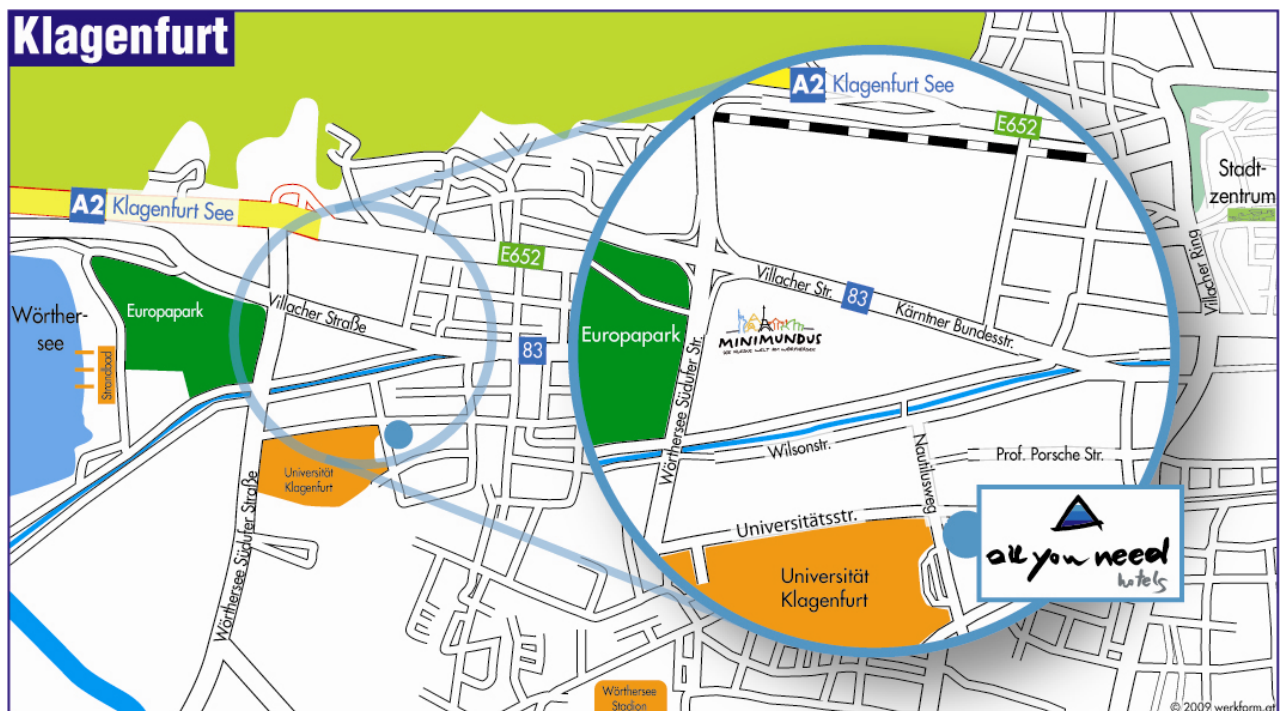 Klagenfurt
A2 Klagenfurt See
E652
Villacher Straße
Europapark
Wörther-
see
Strandbad
83
Universität
Klagenfurt
Wörthersee Südufer Straße
Wörthersee
Stadion
A2 Klagenfurt See
E652
Europapark
Villacher Str.
83
Kärntner Bundesstr.
MINIMUNDUS
Wörthersee Südufer Str.
Wilsonstr.
Nautilusweg
Prof. Porsche Str.
Universitätsstr.
Universität
Klagenfurt
all you need
hotels
Stadt-
zentrum
Villacher Ring
© 2009 werkform.at